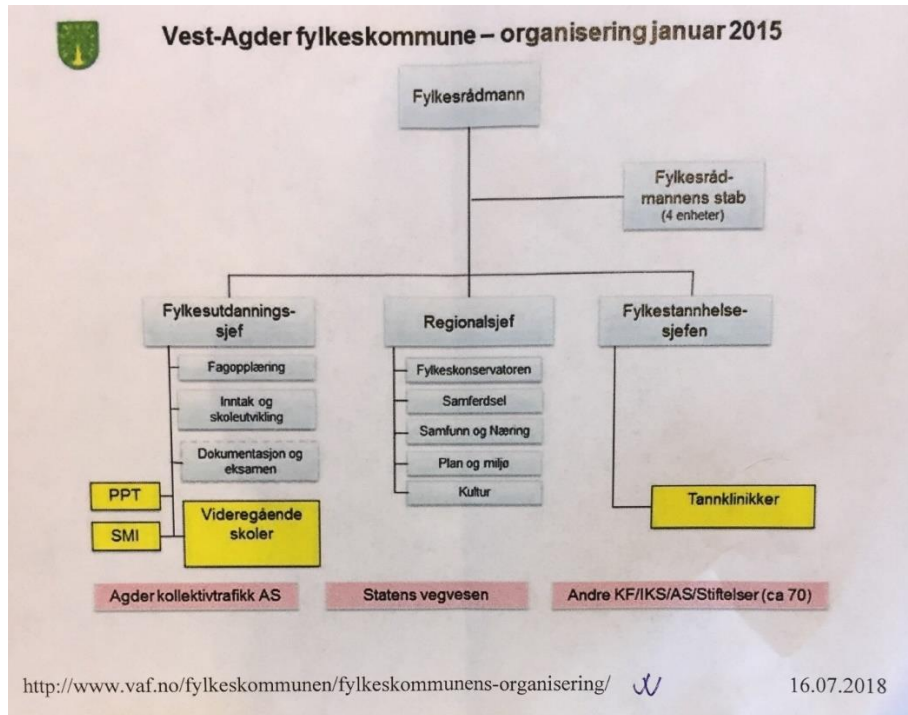 Vest-Agder fylkeskommune – organisering januar 2015
Fylkesrådmann
Fylkesråd-
mannens stab
(4 enheter)
Fylkesutdannings-
sjef
Regionalsjef
Fylkestannhelse-
sjefen
Fagopplæring
Inntak og
skoleutvikling
Dokumentasjon og
eksamen
PPT
SMI
Videregående
skoler
Fylkeskonservatoren
Samferdsel
Samfunn og Næring
Plan og miljø
Kultur
Tannklinikker
Agder kollektivtrafikk AS
Statens vegvesen
Andre KF/IKS/AS/Stiftelser (ca 70)
http://www.vaf.no/fylkeskommunen/fylkeskommunens-organisering/
16.07.2018